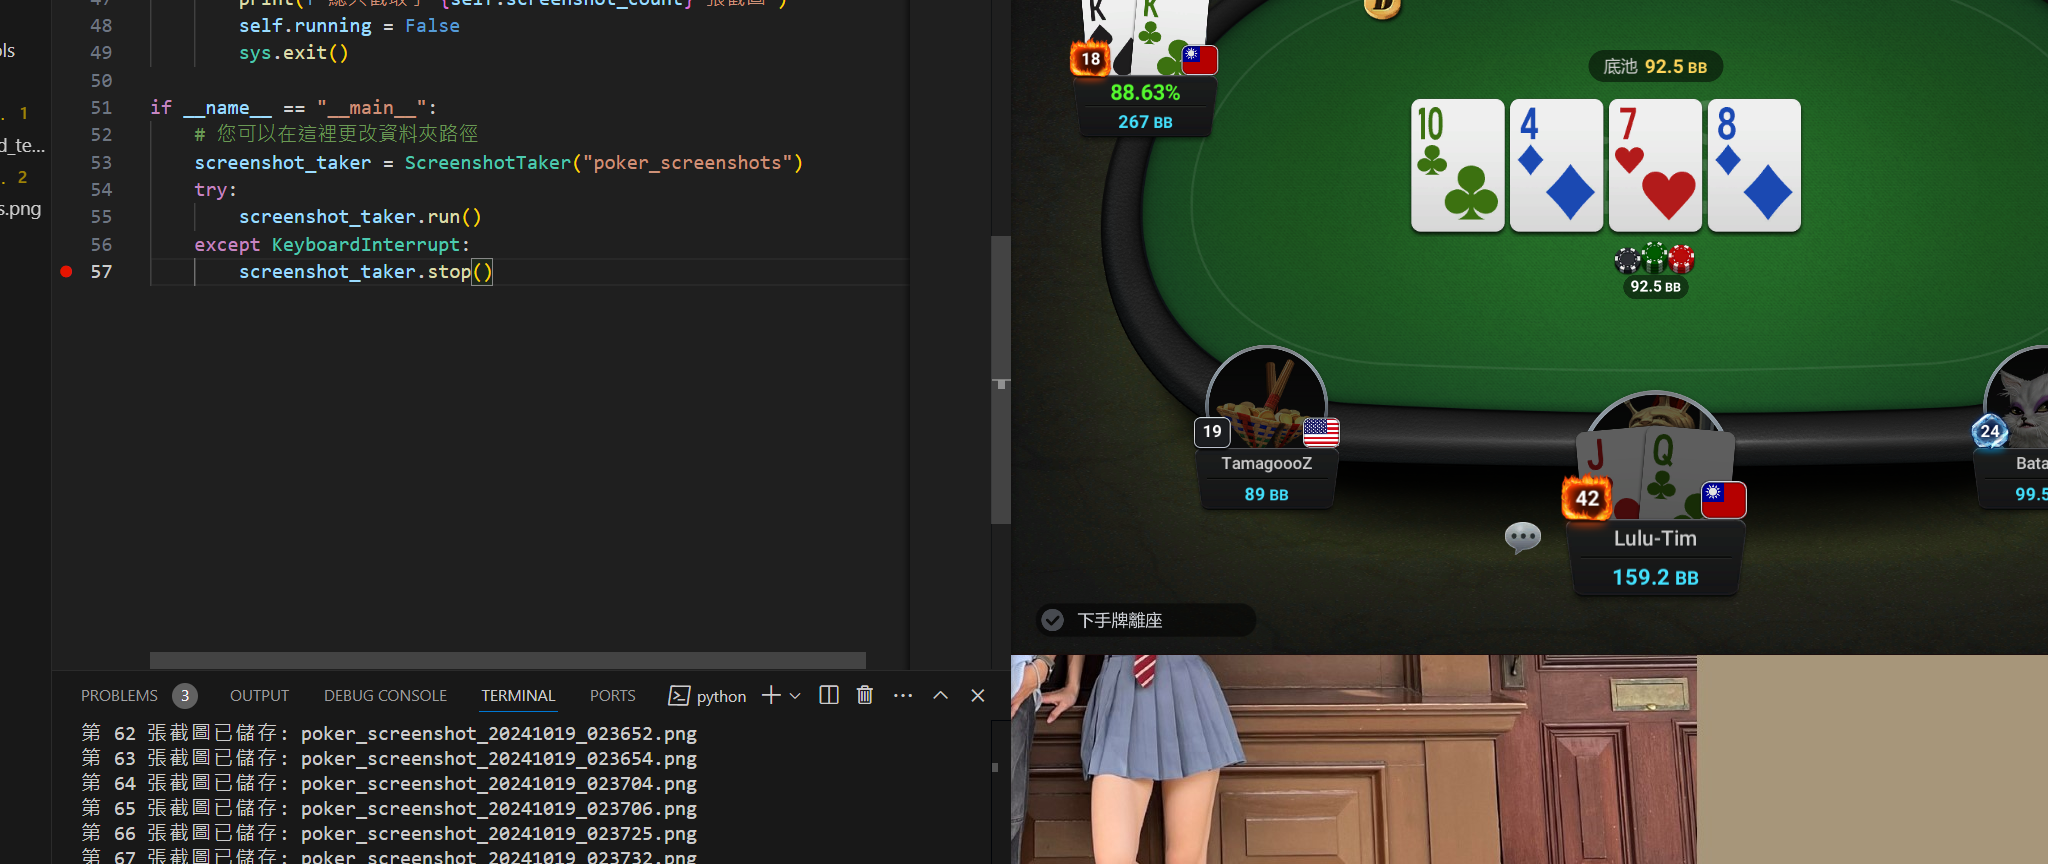 ols
1
d_te...
2
s.png
47
48 self.running = False
49 sys.exit()
50
51 if __name__ == "__main__":
52 # 您可以在這裡更改資料夾路徑
53 screenshot_taker = ScreenshotTaker("poker_screenshots")
54 try:
55 screenshot_taker.run()
56 except KeyboardInterrupt:
57 screenshot_taker.stop()
PROBLEMS 3 OUTPUT DEBUG CONSOLE TERMINAL PORTS python
第 62 張截圖已儲存: poker_screenshot_20241019_023652.png
第 63 張截圖已儲存: poker_screenshot_20241019_023654.png
第 64 張截圖已儲存: poker_screenshot_20241019_023704.png
第 65 張截圖已儲存: poker_screenshot_20241019_023706.png
第 66 張截圖已儲存: poker_screenshot_20241019_023725.png
第 67 張截圖已儲存: poker_screenshot_20241019_023732.png
K K
D
18
88.63%
267 BB
底池 92.5 BB
10 4 7 8
92.5 BB
19
TamagoooZ
89 BB
J Q
42
Lulu-Tim
159.2 BB
24
Bata
99.5
下手牌離座